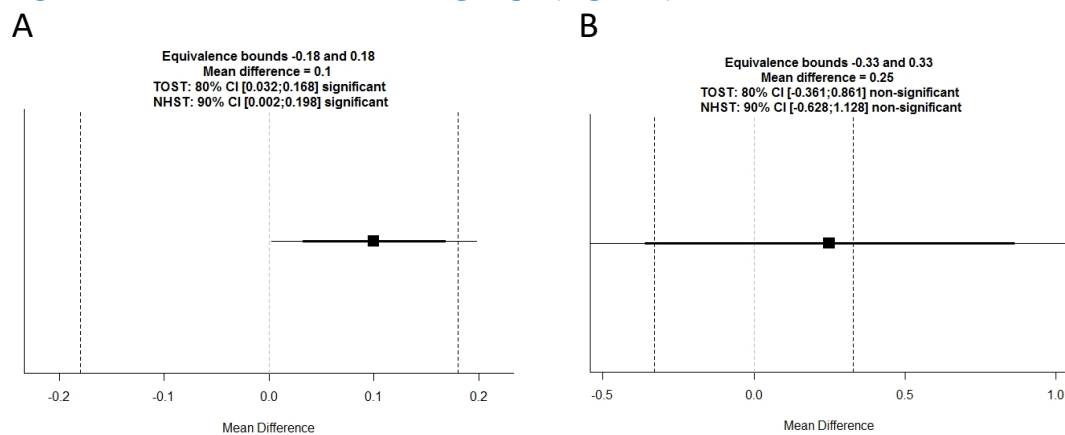 A
Equivalence bounds -0.18 and 0.18
Mean difference = 0.1
TOST: 80% CI [0.032;0.168] significant
NHST: 90% CI [0.002;0.198] significant
-0.2 -0.1 0.0 0.1 0.2
Mean Difference
B
Equivalence bounds -0.33 and 0.33
Mean difference = 0.25
TOST: 80% CI [-0.361;0.861] non-significant
NHST: 90% CI [-0.628;1.128] non-significant
-0.5 0.0 0.5 1.0
Mean Difference